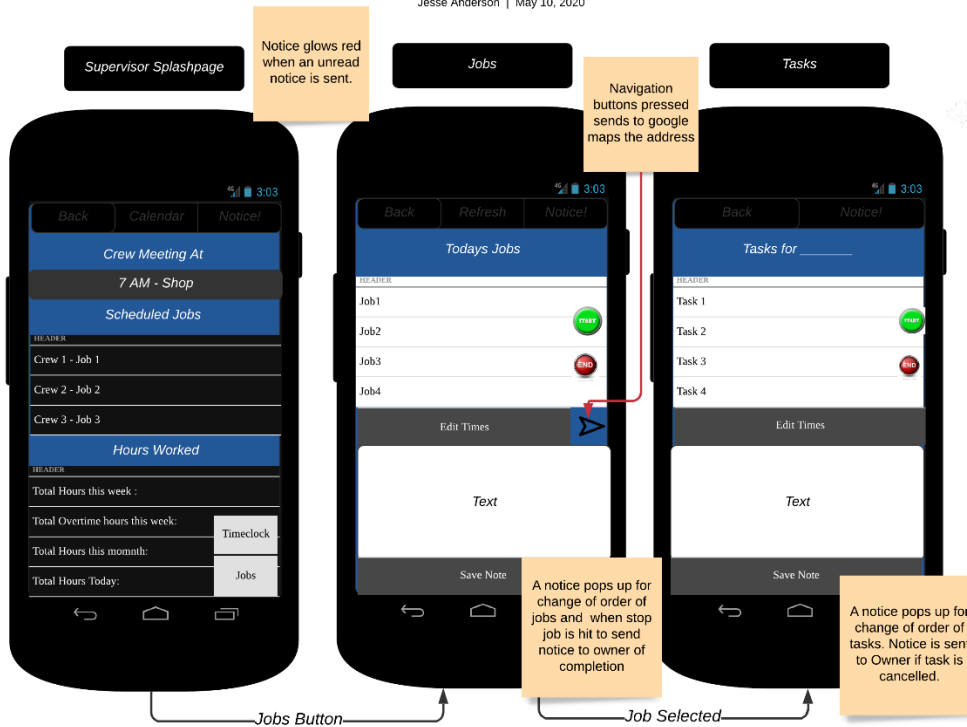 Jesse Anderson | May 10, 2020
Supervisor Splashpage
Notice glows red
when an unread
notice is sent.
Jobs
Navigation
buttons pressed
sends to google
maps the address
Tasks
4G 3:03
Back Calendar Notice!
Crew Meeting At
7 AM - Shop
Scheduled Jobs
HEADER
Crew 1 - Job 1
Crew 2 - Job 2
Crew 3 - Job 3
Hours Worked
HEADER
Total Hours this week :
Total Overtime hours this week:
Total Hours this momnth:
Total Hours Today:
Timeclock
Jobs
4G 3:03
Back Refresh Notice!
Todays Jobs
HEADER
Job1
Job2
Job3
Job4
START
END
Edit Times
Text
Save Note
A notice pops up for
change of order of
jobs and when stop
job is hit to send
notice to owner of
completion
4G 3:03
Back Notice!
Tasks for _______
HEADER
Task 1
Task 2
Task 3
Task 4
START
END
Edit Times
Text
Save Note
A notice pops up for
change of order of
tasks. Notice is sent
to Owner if task is
cancelled.
Jobs Button
Job Selected